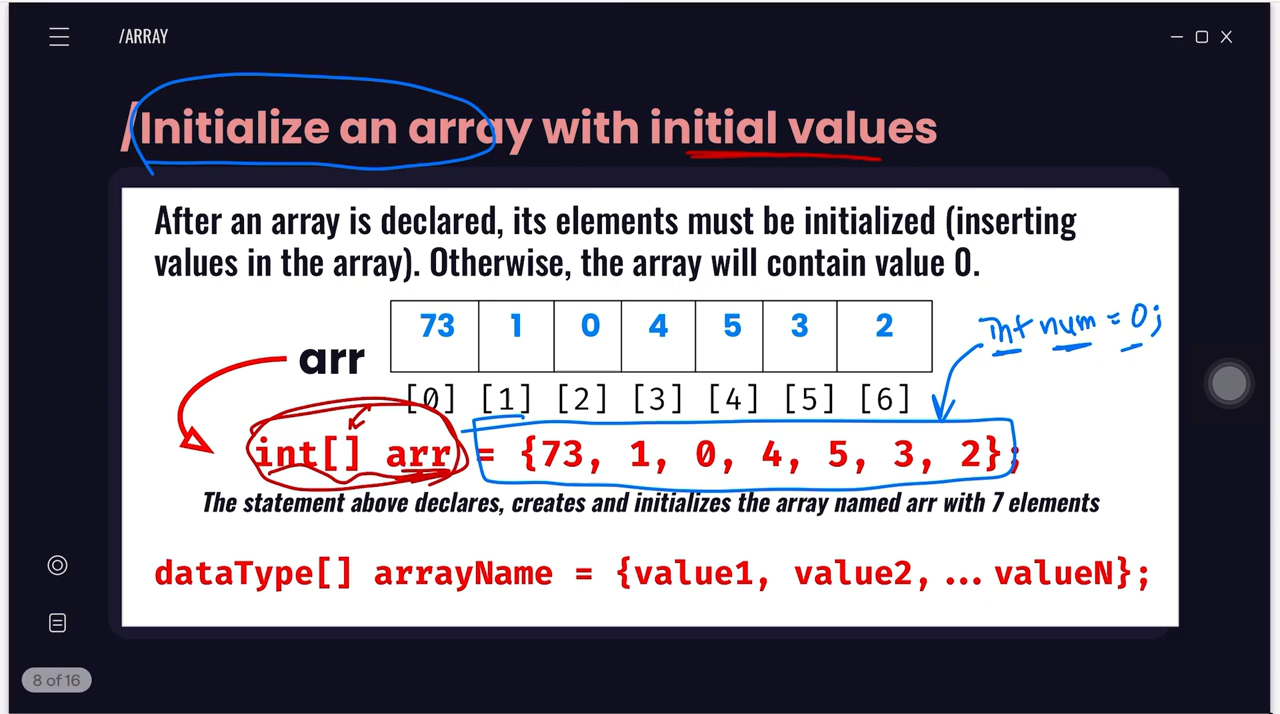 /ARRAY
/Initialize an array with initial values
After an array is declared, its elements must be initialized (inserting
values in the array). Otherwise, the array will contain value 0.
73 1 0 4 5 3 2
int num = 0;
arr
[0] [1] [2] [3] [4] [5] [6]
int[] arr = {73, 1, 0, 4, 5, 3, 2};
The statement above declares, creates and initializes the array named arr with 7 elements
dataType[] arrayName = {value1, value2, ... valueN};
8 of 16